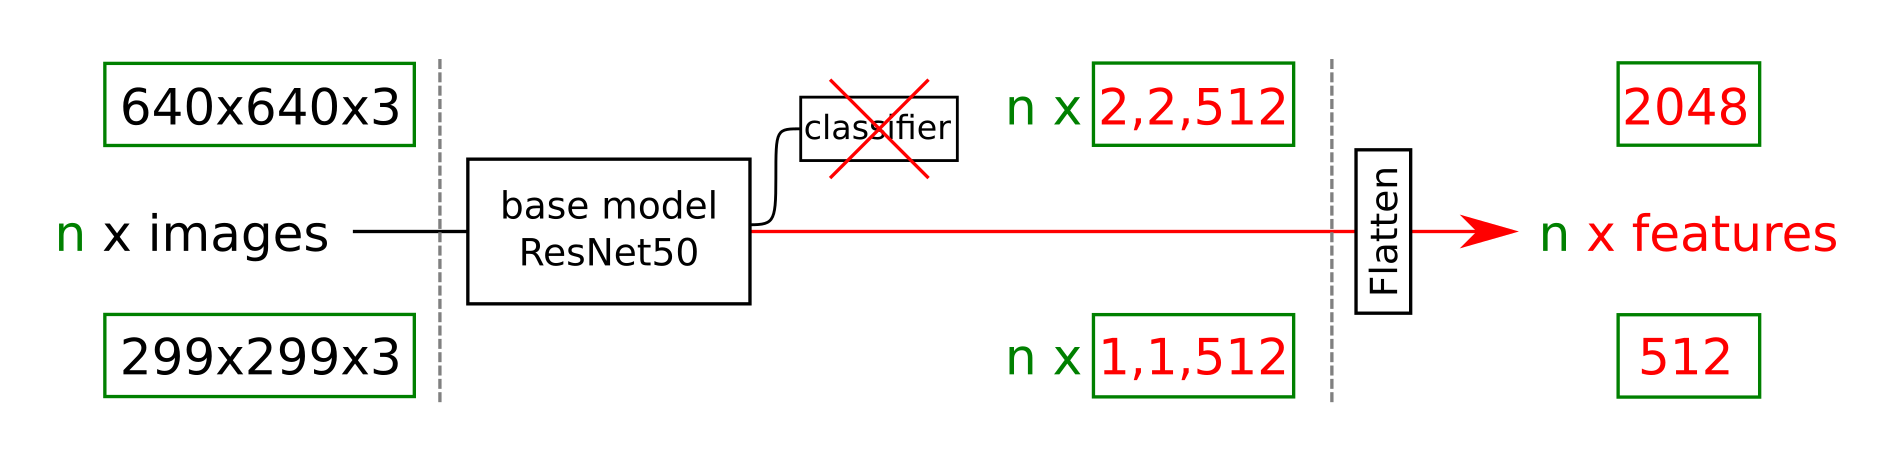 640x640x3
classifier
n x 2,2,512
2048
base model
ResNet50
n x images
Flatten
n x features
299x299x3
n x 1,1,512
512